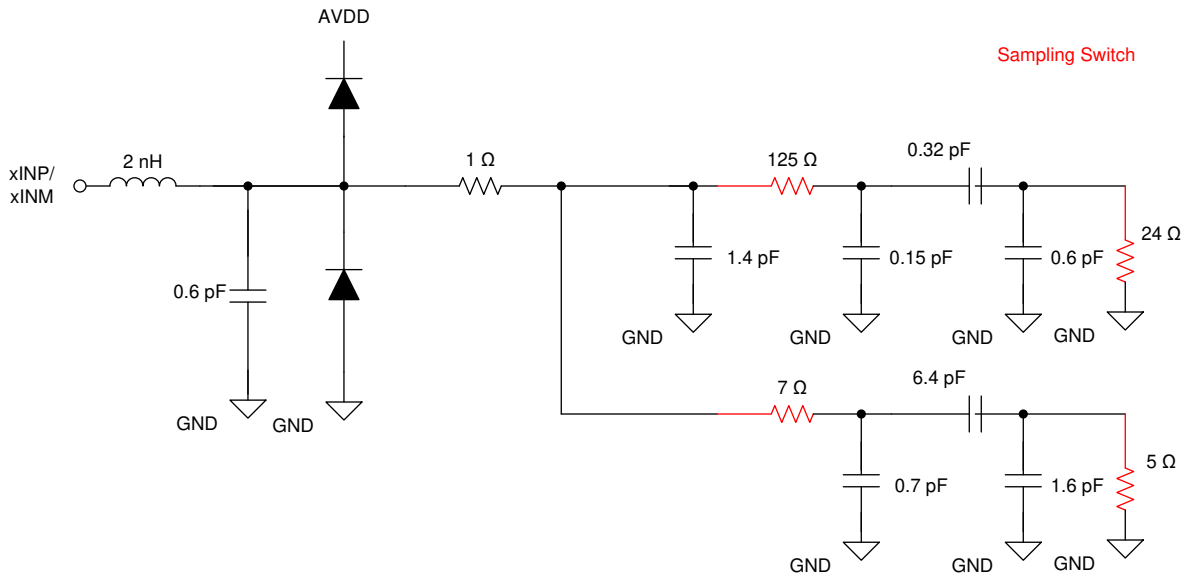 AVDD
Sampling Switch
xINP/
xINM
2 nH
1 Ω
125 Ω
0.32 pF
0.6 pF
1.4 pF
0.15 pF
0.6 pF
24 Ω
GND
GND
GND
GND
7 Ω
6.4 pF
GND
GND
0.7 pF
1.6 pF
5 Ω
GND
GND
GND